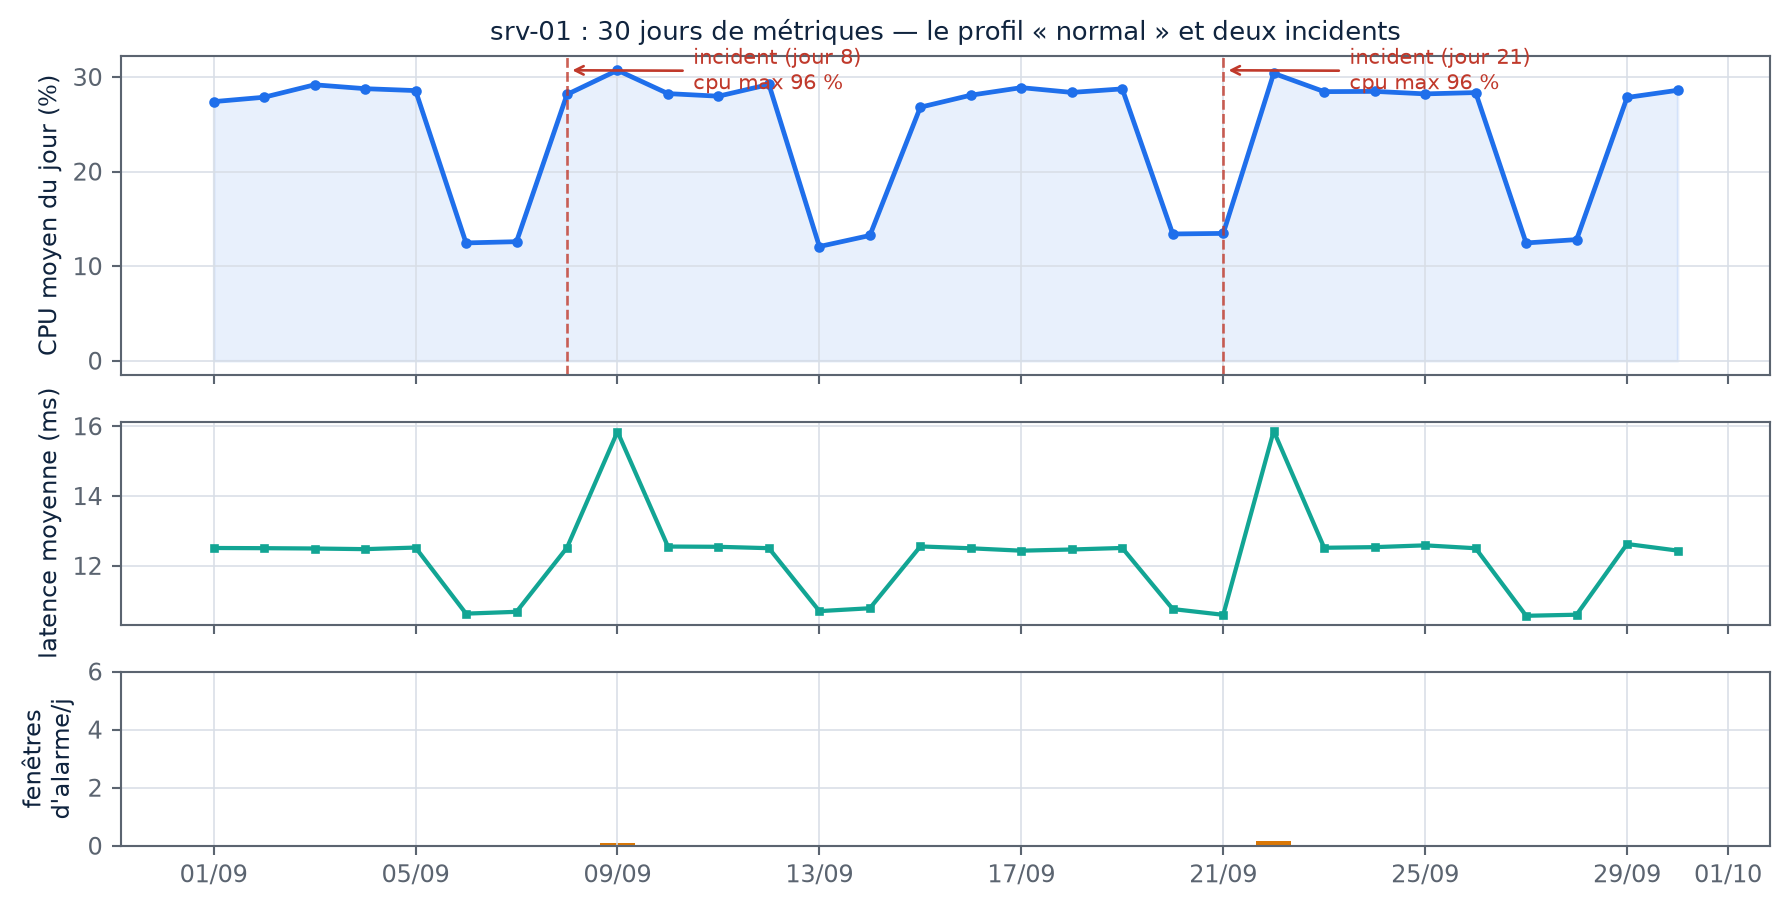 srv-01 : 30 jours de métriques — le profil « normal » et deux incidents
CPU moyen du jour (%)
30
20
10
0
incident (jour 8)
cpu max 96 %
incident (jour 21)
cpu max 96 %
latence moyenne (ms)
16
14
12
fenêtres
d'alarme/j
6
4
2
0
01/09
05/09
09/09
13/09
17/09
21/09
25/09
29/09
01/10